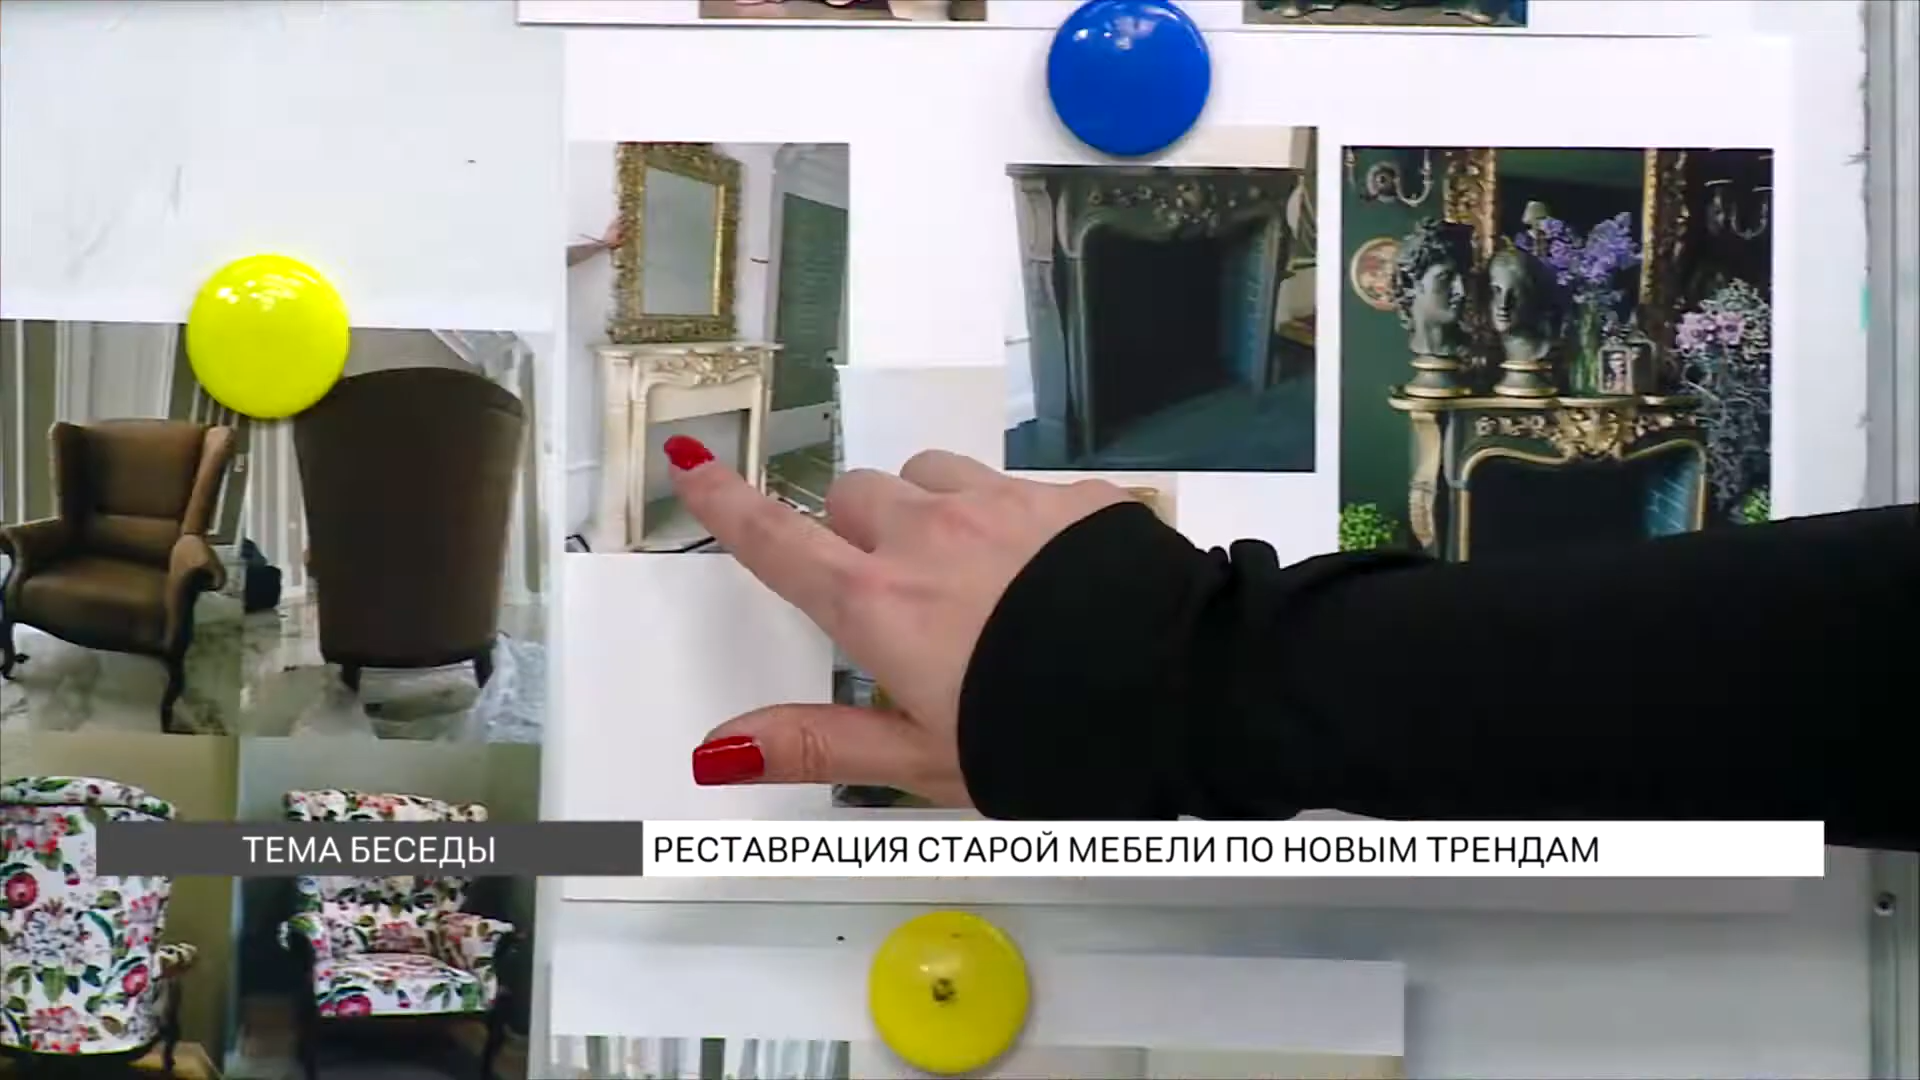 ТЕМА БЕСЕДЫ
РЕСТАВРАЦИЯ СТАРОЙ МЕБЕЛИ ПО НОВЫМ ТРЕНДАМ